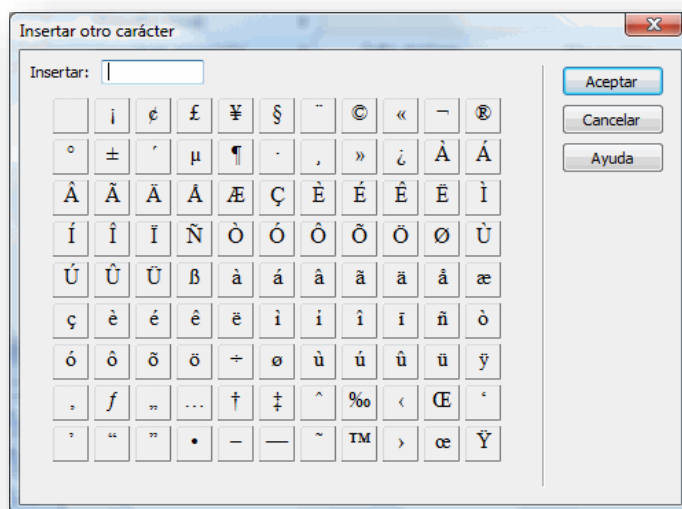 Insertar otro carácter
Insertar:
Aceptar
Cancelar
Ayuda
¡ ¢ £ ¥ § ¨ © « ¬ ®
° ± ´ µ ¶ · ¸ » ¿ À Á
Â Ã Ä Å Æ Ç È É Ê Ë Ì
Í Î Ï Ñ Ò Ó Ô Õ Ö Ø Ù
Ú Û Ü ß à á â ã ä å æ
ç è é ê ë ì í î ï ñ ò
ó ô õ ö ÷ ø ù ú û ü ÿ
‚ ƒ „ … † ‡ ˆ ‰ ‹ Œ ‘
’ “ ” • – — ˜ ™ › œ Ÿ